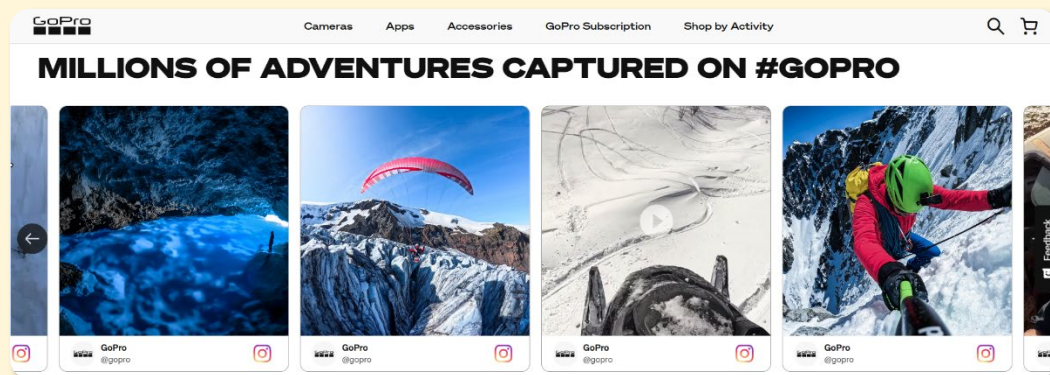 GoPro
Cameras
Apps
Accessories
GoPro Subscription
Shop by Activity
MILLIONS OF ADVENTURES CAPTURED ON #GOPRO
GoPro
@gopro
GoPro
@gopro
GoPro
@gopro
GoPro
@gopro
Feedback